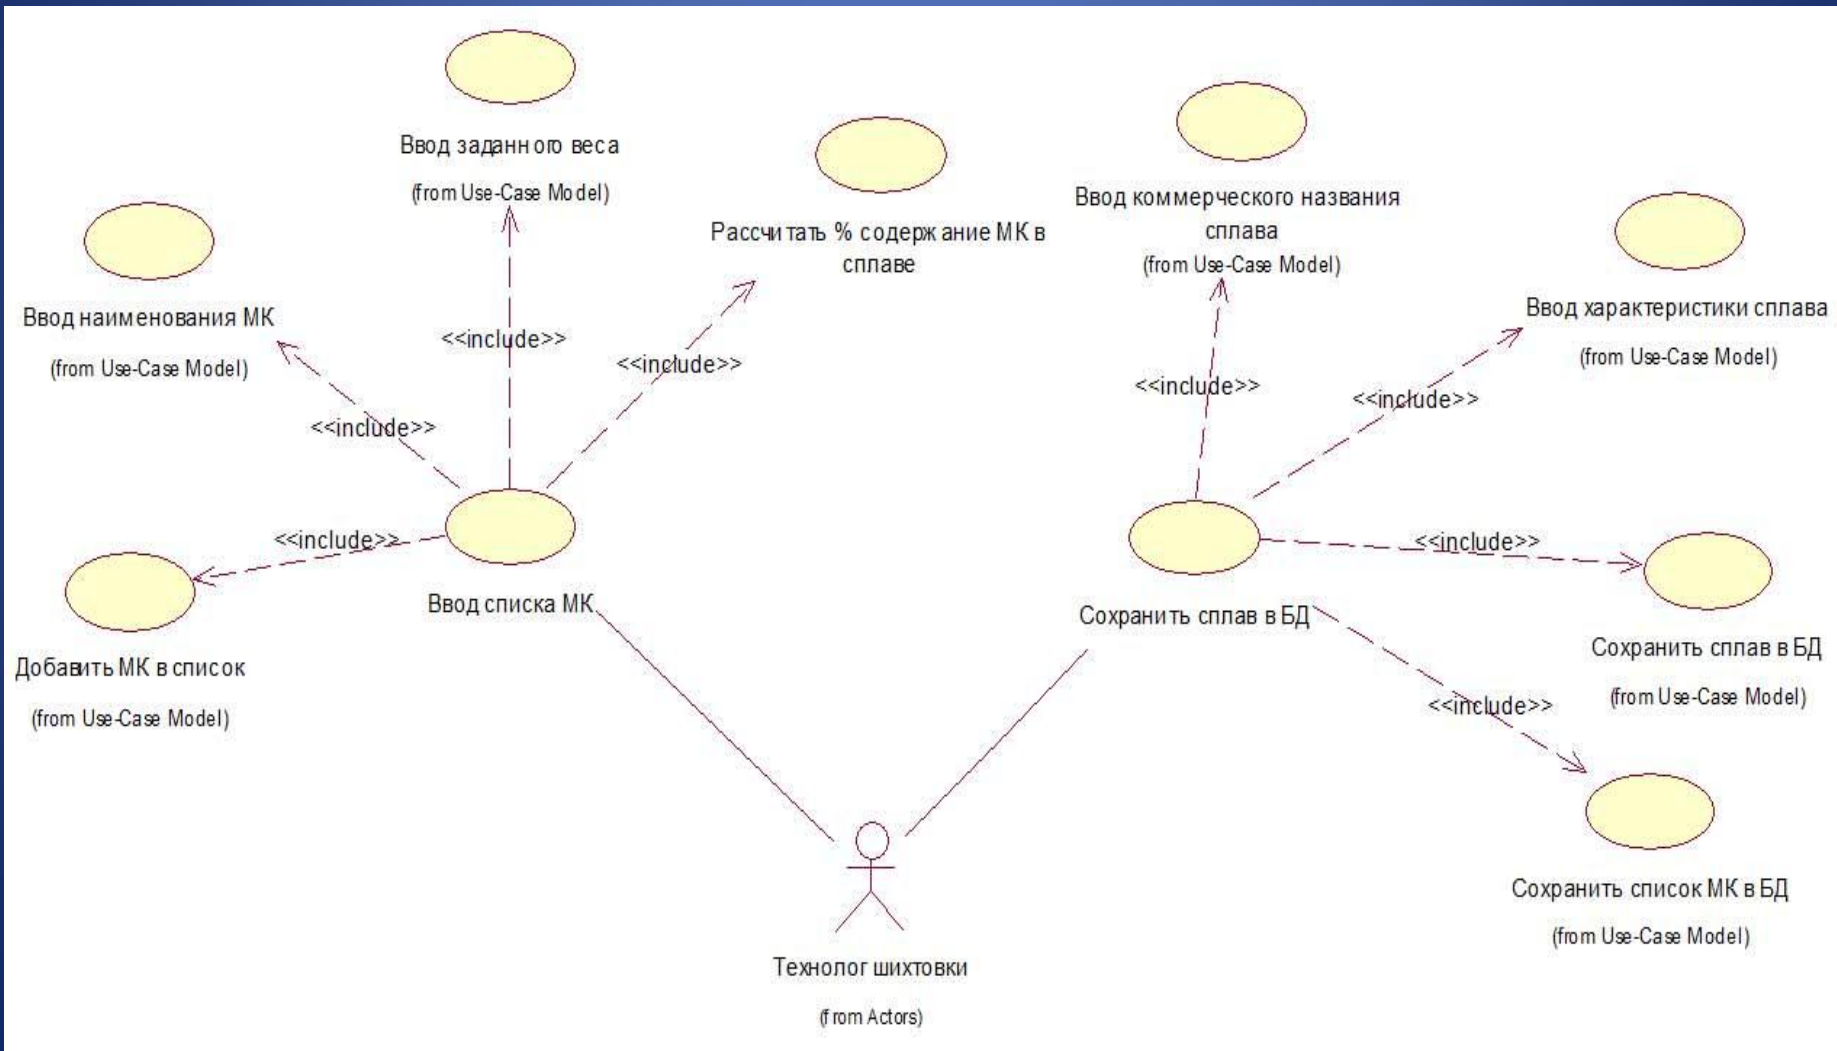 Ввод заданного веса
(from Use-Case Model)
Рассчитать % содержание МК в
сплаве
Ввод коммерческого названия
сплава
(from Use-Case Model)
Ввод наименования МК
(from Use-Case Model)
Ввод характеристики сплава
(from Use-Case Model)
<<include>>
<<include>>
<<include>>
<<include>>
<<include>>
<<include>>
<<include>>
Ввод списка МК
Сохранить сплав в БД
Добавить МК в список
(from Use-Case Model)
Сохранить сплав в БД
(from Use-Case Model)
<<include>>
Сохранить список МК в БД
(from Use-Case Model)
Технолог шихтовки
(from Actors)